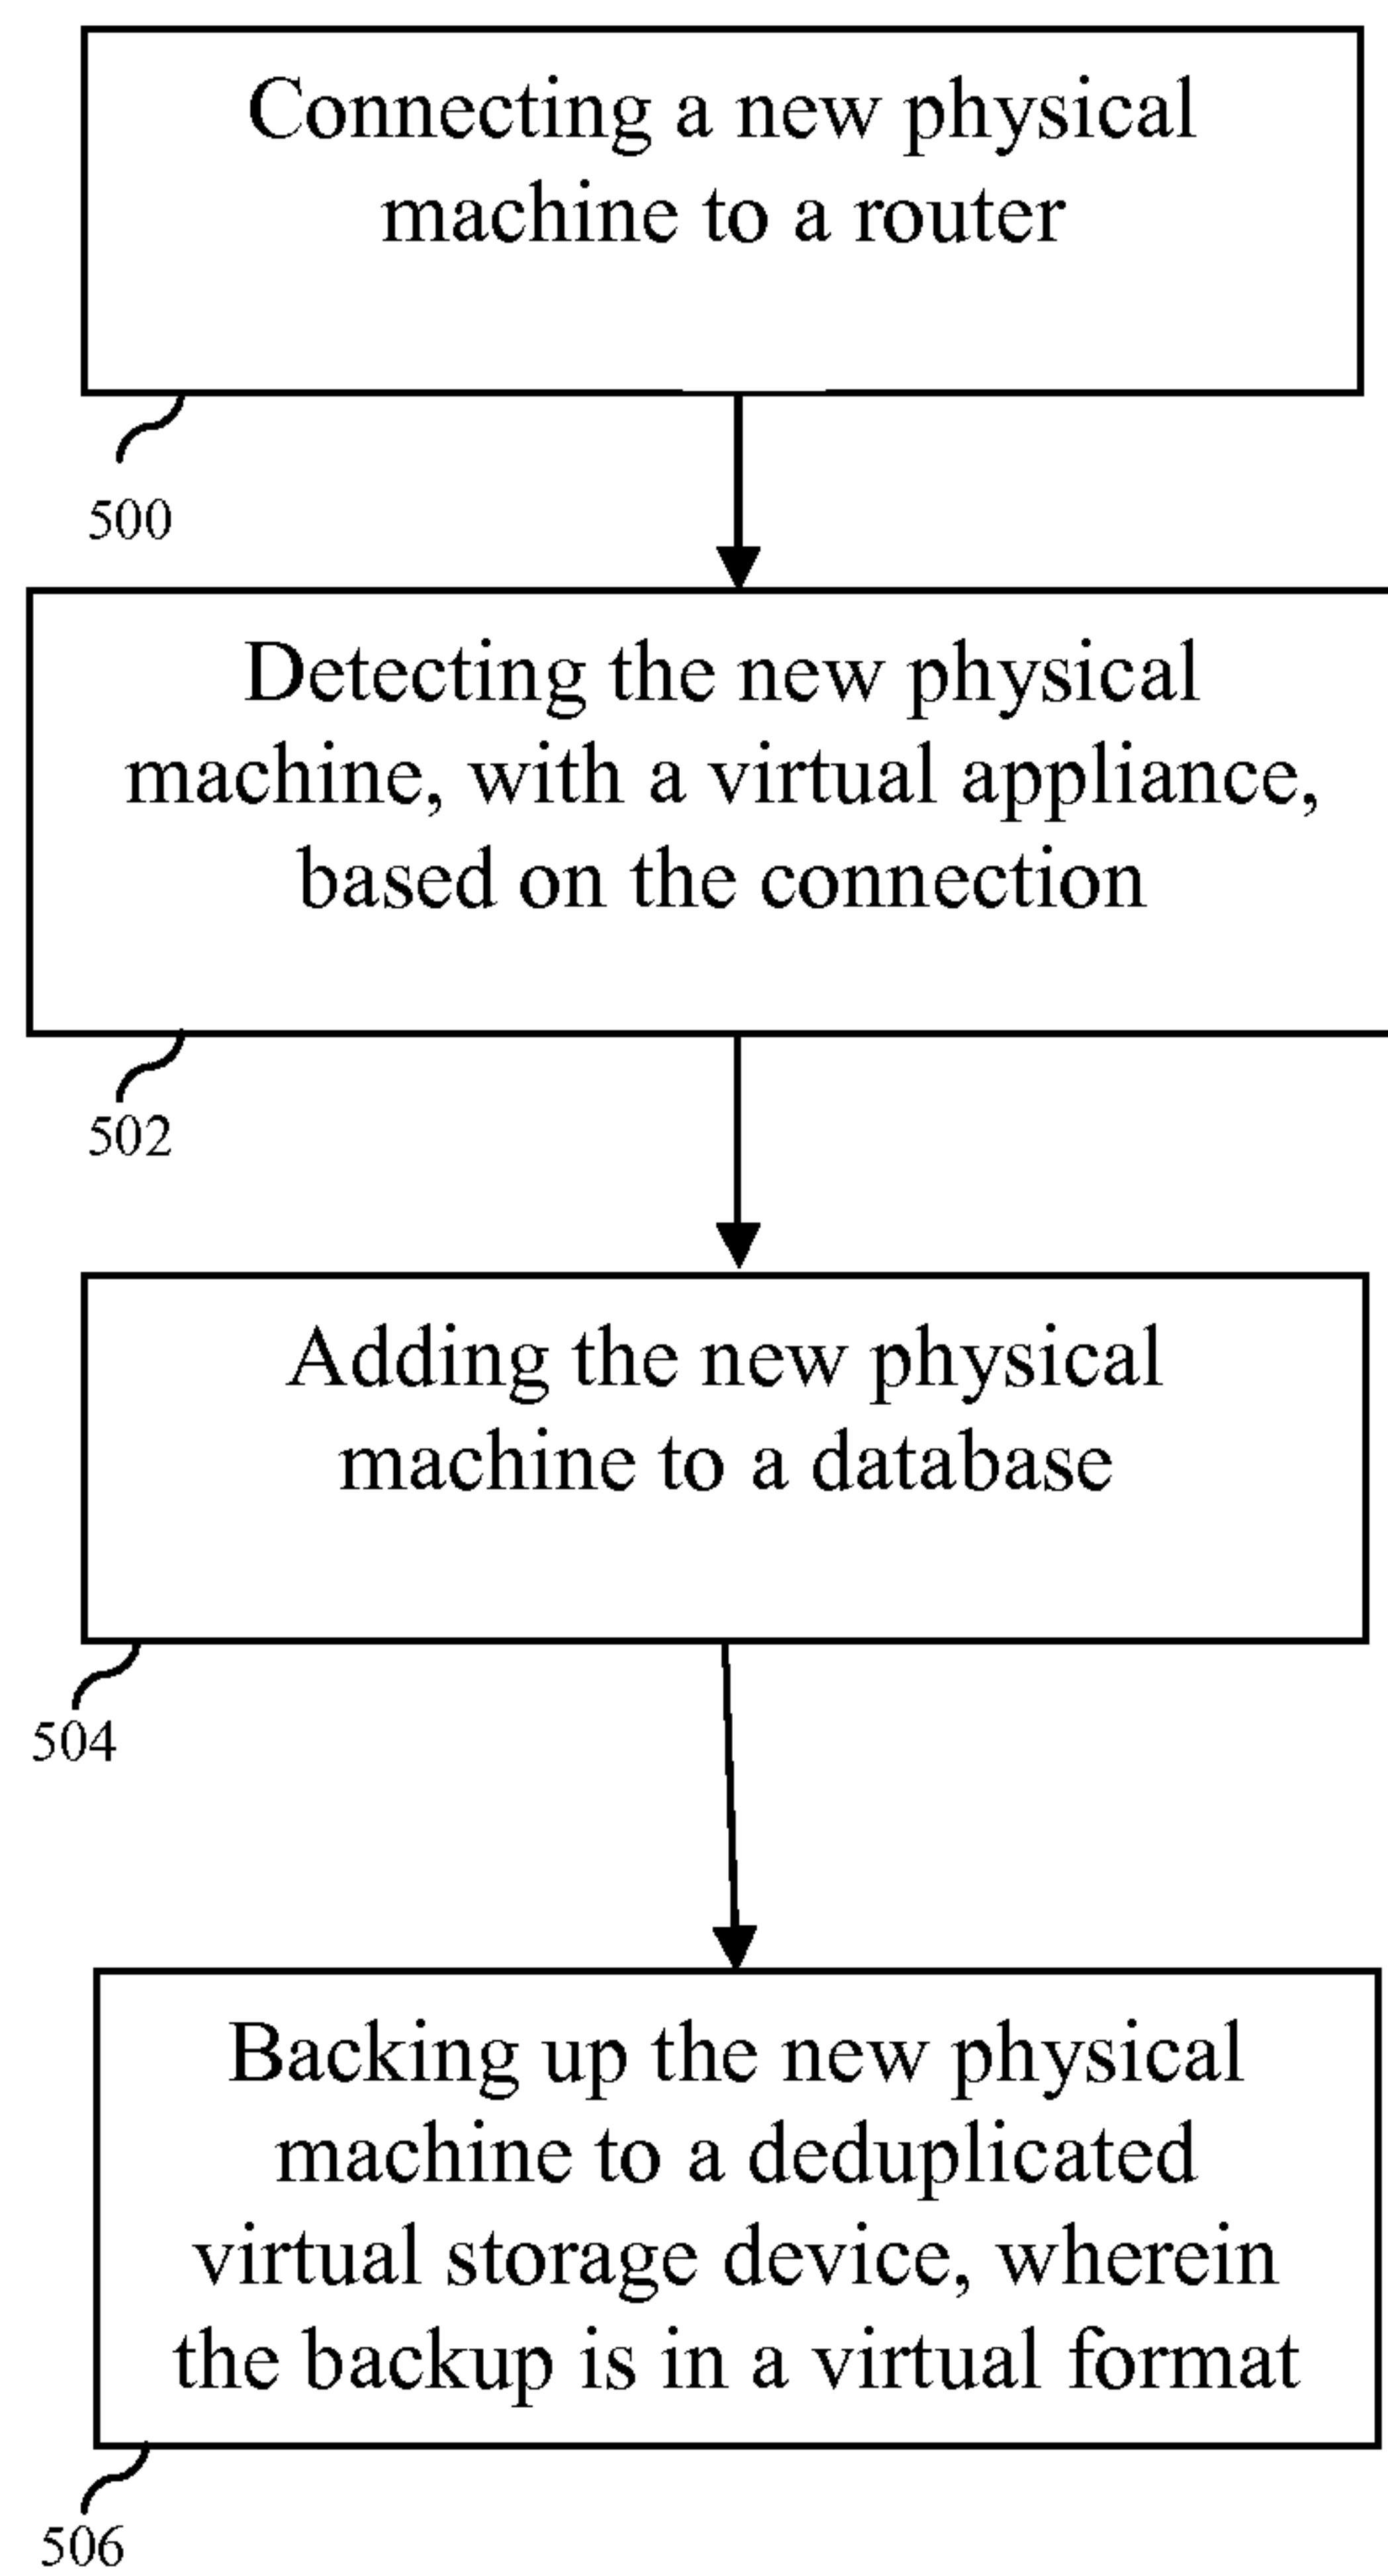 Connecting a new physical
machine to a router
500
Detecting the new physical
machine, with a virtual appliance,
based on the connection
502
Adding the new physical
machine to a database
504
Backing up the new physical
machine to a deduplicated
virtual storage device, wherein
the backup is in a virtual format
506